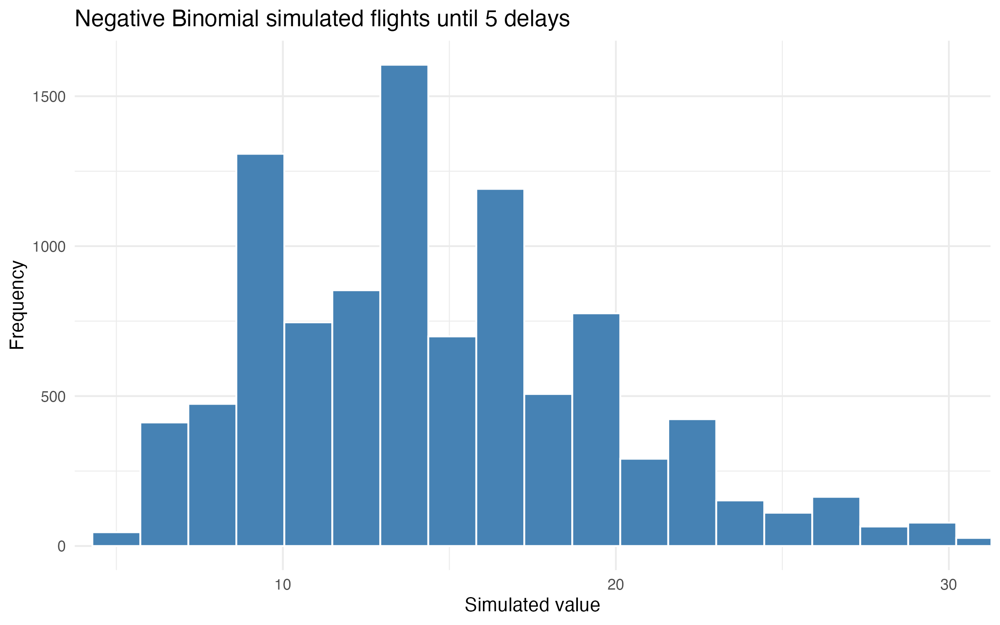 Negative Binomial simulated flights until 5 delays
Frequency
1500
1000
500
0
10 20 30
Simulated value